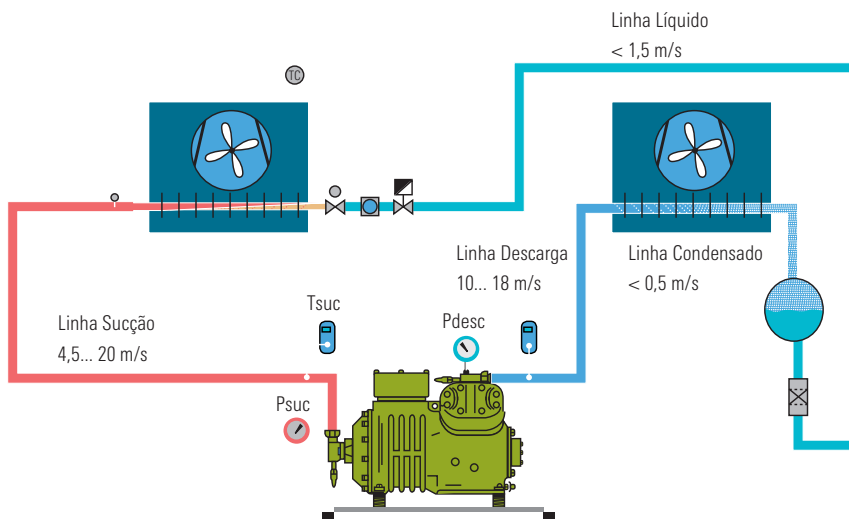 Linha Líquido
< 1,5 m/s
TC
Linha Descarga
10... 18 m/s
Linha Condensado
< 0,5 m/s
Tsuc
Pdesc
Linha Sucção
4,5... 20 m/s
Psuc